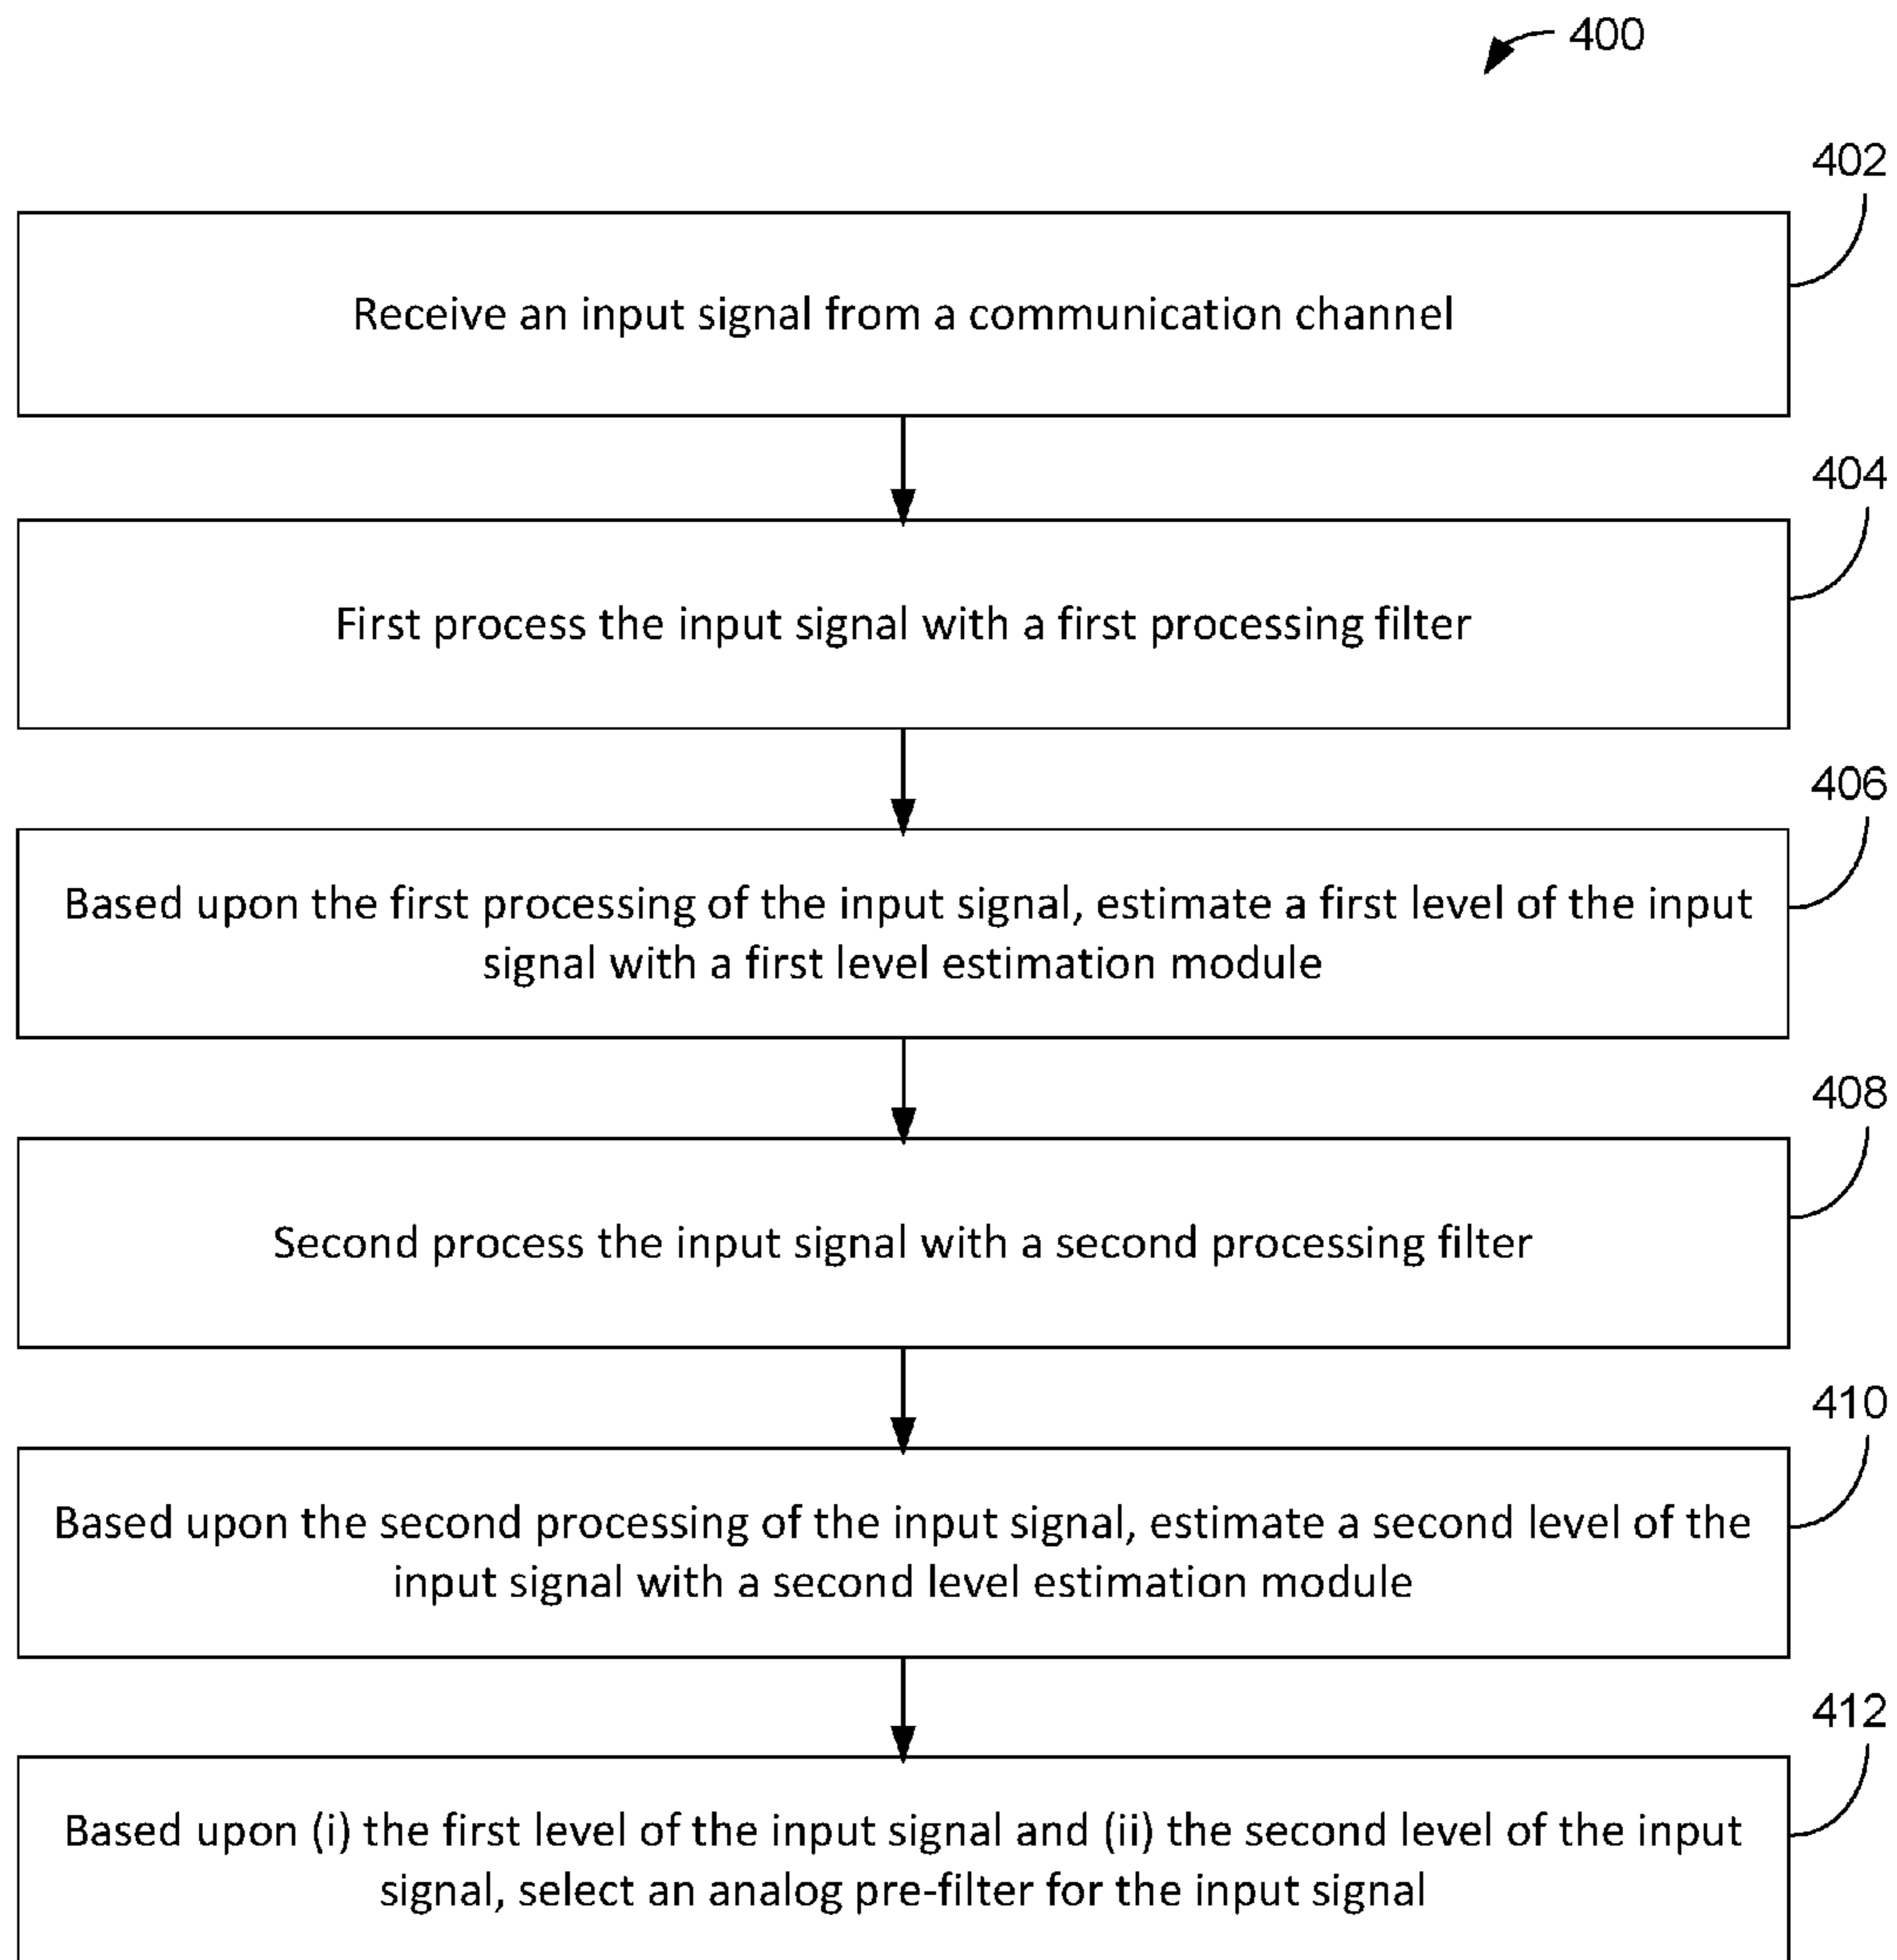 400
402
Receive an input signal from a communication channel
404
First process the input signal with a first processing filter
406
Based upon the first processing of the input signal, estimate a first level of the input
signal with a first level estimation module
408
Second process the input signal with a second processing filter
410
Based upon the second processing of the input signal, estimate a second level of the
input signal with a second level estimation module
412
Based upon (i) the first level of the input signal and (ii) the second level of the input
signal, select an analog pre-filter for the input signal